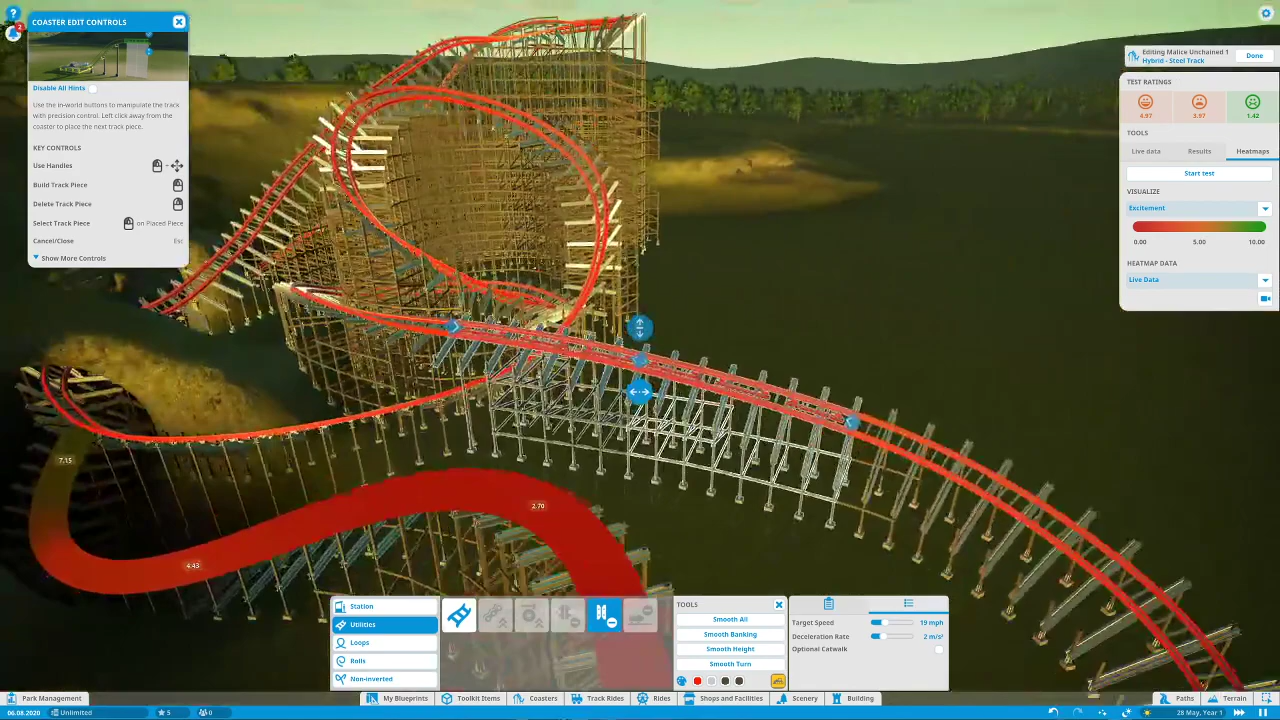 ?
2
COASTER EDIT CONTROLS
Disable All Hints
Use the in-world buttons to manipulate the track
with precision control. Left click away from the
coaster to place the next track piece.
KEY CONTROLS
Use Handles
Build Track Piece
Delete Track Piece
Select Track Piece on Placed Piece
Cancel/Close Esc
Show More Controls
Editing Malice Unchained 1
Hybrid - Steel Track
Done
TEST RATINGS
4.97 3.97 1.42
TOOLS
Live data Results Heatmaps
Start test
VISUALIZE
Excitement
0.00 5.00 10.00
HEATMAP DATA
Live Data
7.15
4.43
2.70
Station
Utilities
Loops
Rolls
Non-inverted
TOOLS
Smooth All
Smooth Banking
Smooth Height
Smooth Turn
Target Speed 19 mph
Deceleration Rate 2 m/s²
Optional Catwalk
Park Management My Blueprints Toolkit Items Coasters Track Rides Rides Shops and Facilities Scenery Building Paths Terrain
06.08.2020 Unlimited 5 0 28 May, Year 1